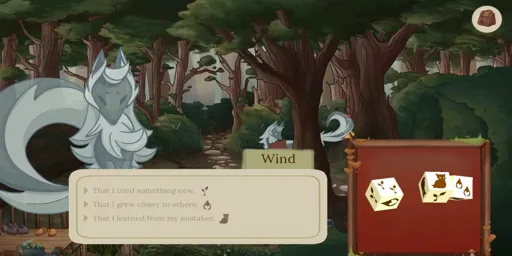 Wind
That I tried something new.
That I grew closer to others.
That I learned from my mistakes.